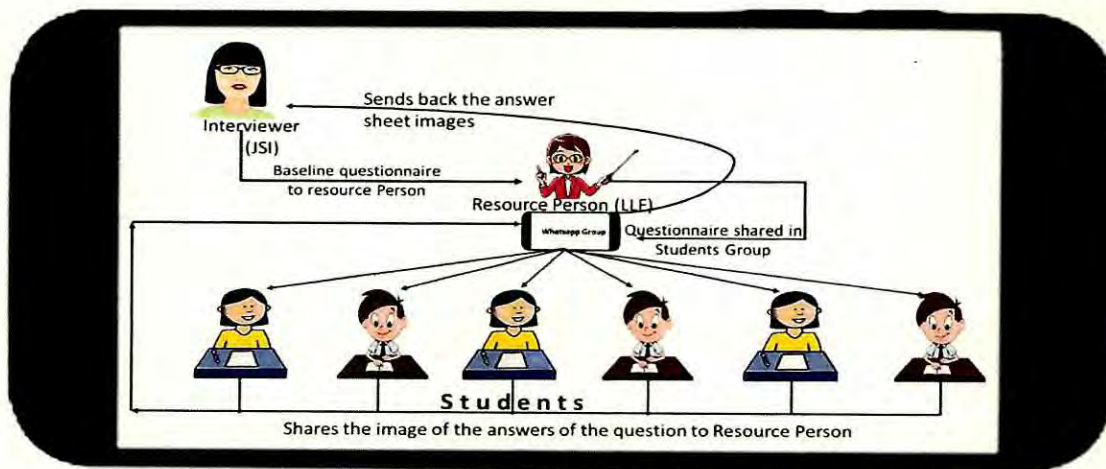 Sends back the answer
sheet images
Interviewer
(JSI)
Baseline questionnaire
to resource Person
Resource Person (LLF)
Whatsapp Group
Questionnaire shared in
Students Group
Students
Shares the image of the answers of the question to Resource Person